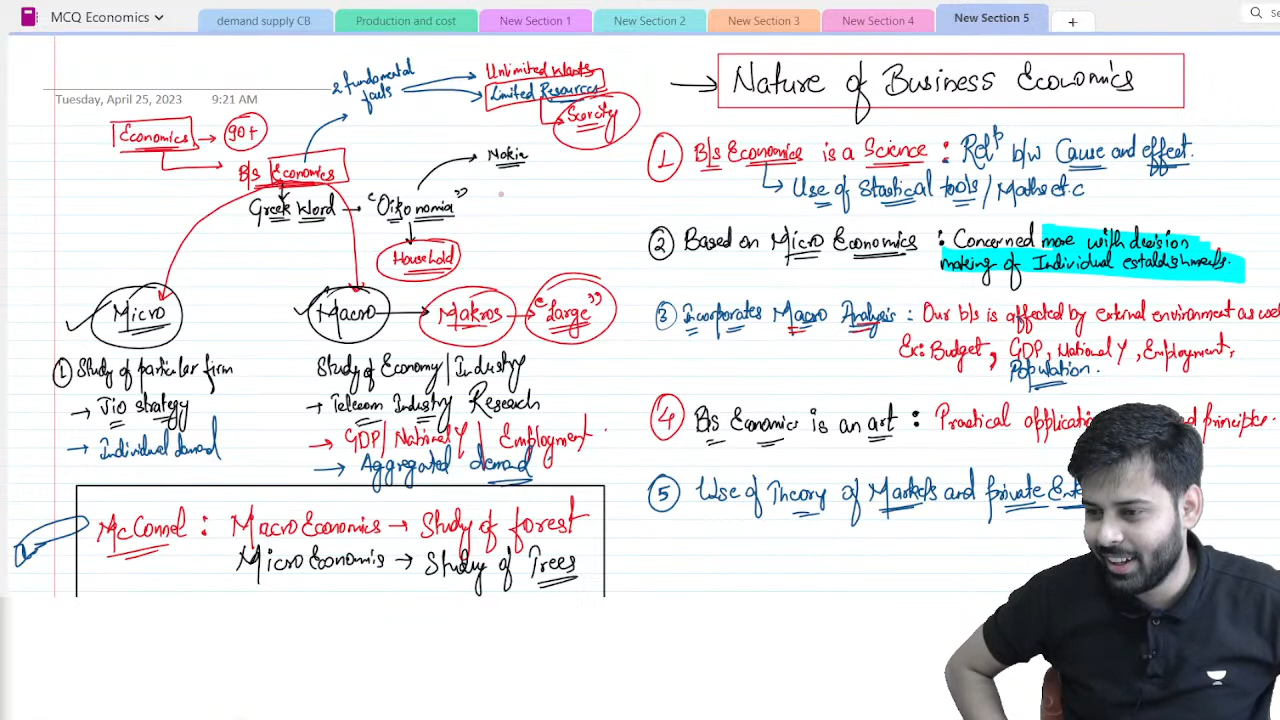 MCQ Economics
demand supply CB
Production and cost
New Section 1
New Section 2
New Section 3
New Section 4
New Section 5
+
Tuesday, April 25, 2023 9:21 AM
2 fundamental
facts
Unlimited Wants
Limited Resources
Scarcity
Economics → 90+
B/s Economics
Nokia
Greek Word → "Oikonomia"
Household
Micro
Macro → Makros → "Large"
① Study of particular firm
→ Jio strategy
→ Individual demand
Study of Economy/Industry
→ Telecom Industry Research
→ GDP/National Y/ Employment.
→ Aggregated demand
McConnel : MacroEconomics → Study of forest
MicroEconomis → Study of Trees
→ Nature of Business Economics
① B/s Economics is a Science : Relⁿ b/w Cause and effect.
Use of Stastical tools / Maths etc
② Based on Micro Economics : Concerned more with decision
making of Individual establishments.
③ Incorporates Macro Analysis : Our b/s is affected by external environment as well
Ex: Budget, GDP, National Y, Employment,
Population.
④ B/s Economics is an art : Practical applicatio principles.
⑤ Use of Theory of Markets and private Ente